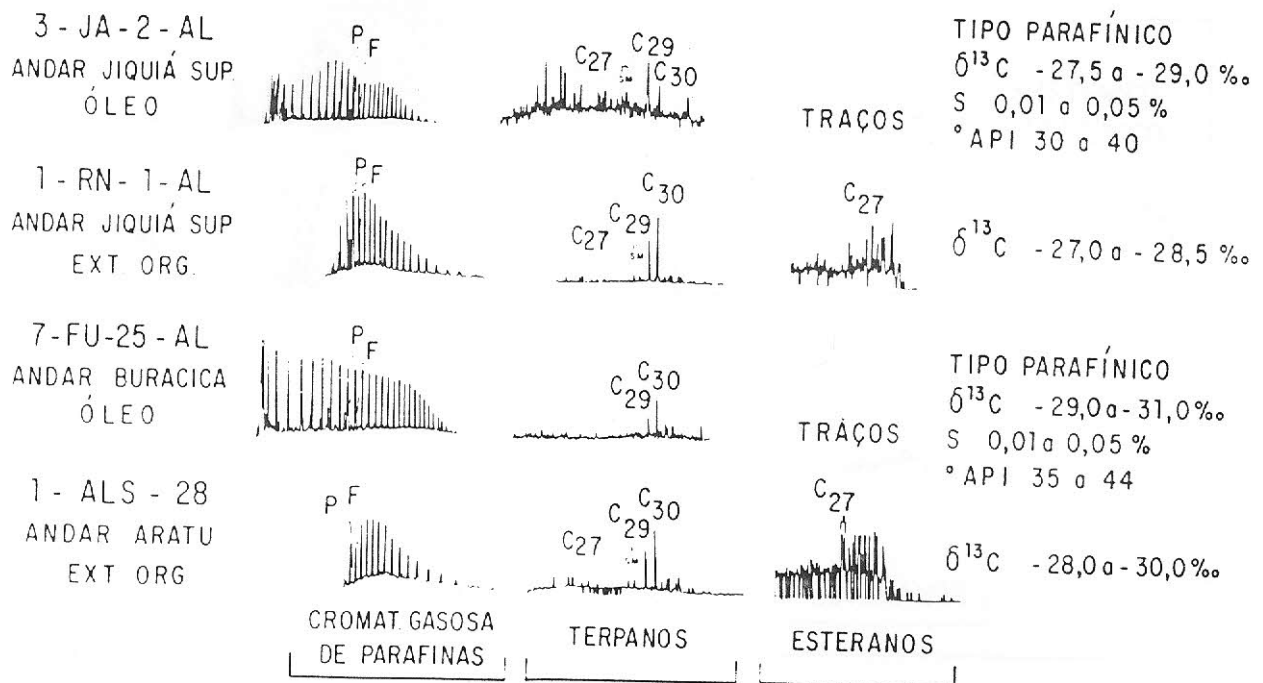 3 - JA - 2 - AL
ANDAR JIQUIÁ SUP.
ÓLEO
P F
C27 C29 C30
TRAÇOS
TIPO PARAFÍNICO
δ¹³C - 27,5 a - 29,0 ‰
S 0,01 a 0,05 %
°API 30 a 40
1 - RN - 1 - AL
ANDAR JIQUIÁ SUP
EXT ORG.
P F
C27 C29 C30
C27
δ¹³C - 27,0 a - 28,5 ‰
7 - FU - 25 - AL
ANDAR BURACICA
ÓLEO
P F
C29 C30
TRAÇOS
TIPO PARAFÍNICO
δ¹³C - 29,0 a - 31,0 ‰
S 0,01 a 0,05 %
°API 35 a 44
1 - ALS - 28
ANDAR ARATU
EXT ORG
P F
C27 C29 C30
C27
δ¹³C - 28,0 a - 30,0 ‰
CROMAT. GASOSA
DE PARAFINAS
TERPANOS
ESTERANOS